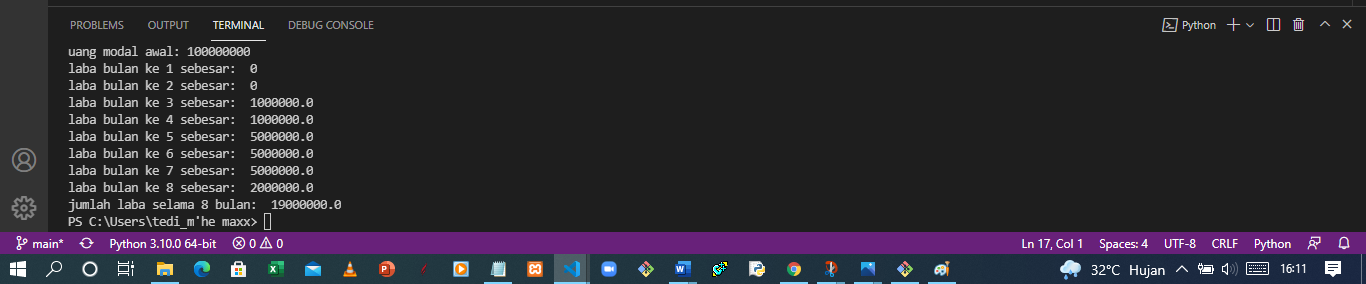 PROBLEMS OUTPUT TERMINAL DEBUG CONSOLE Python
uang modal awal: 100000000
laba bulan ke 1 sebesar:  0
laba bulan ke 2 sebesar:  0
laba bulan ke 3 sebesar:  1000000.0
laba bulan ke 4 sebesar:  1000000.0
laba bulan ke 5 sebesar:  5000000.0
laba bulan ke 6 sebesar:  5000000.0
laba bulan ke 7 sebesar:  5000000.0
laba bulan ke 8 sebesar:  2000000.0
jumlah laba selama 8 bulan:  19000000.0
PS C:\Users\tedi_m'he maxx>
main* Python 3.10.0 64-bit 0 0 Ln 17, Col 1 Spaces: 4 UTF-8 CRLF Python
32°C Hujan 16:11